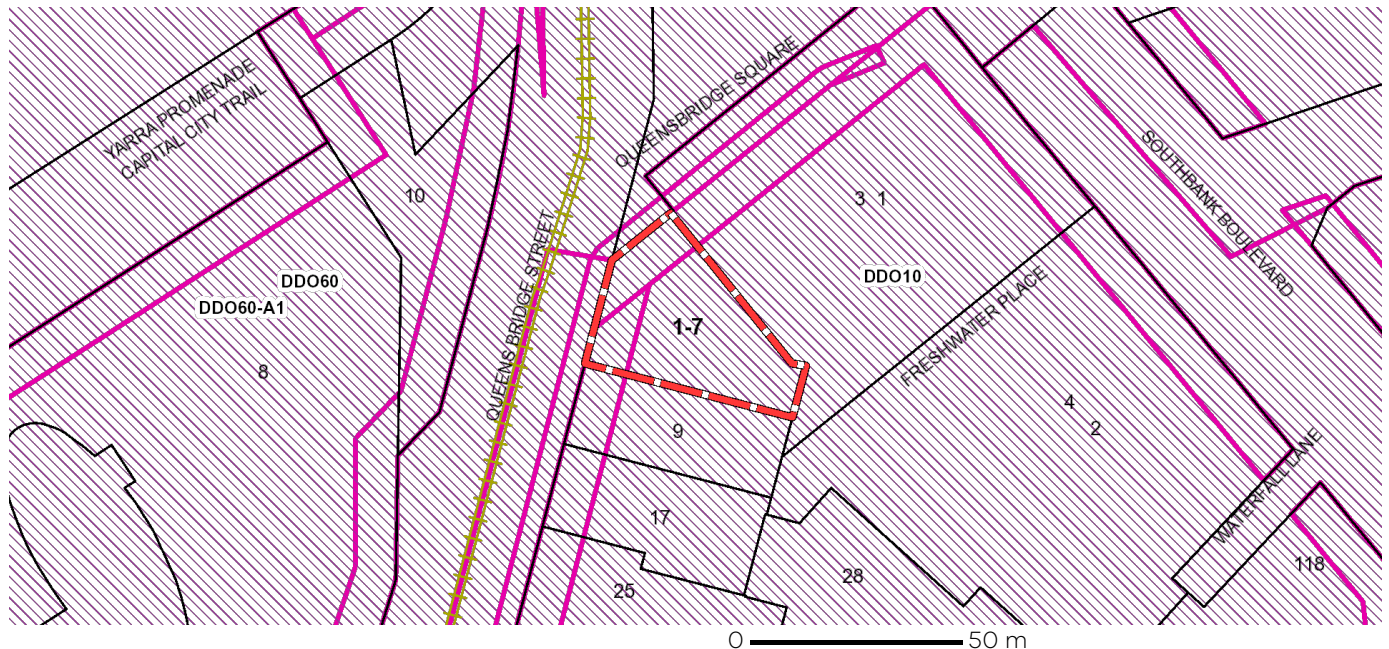 YARRA PROMENADE
CAPITAL CITY TRAIL
QUEENSBRIDGE SQUARE
SOUTHBANK BOULEVARD
10
3 1
QUEENS BRIDGE STREET
DDO60
DDO60-A1
DDO10
1-7
FRESHWATER PLACE
8
4
2
9
WATERFALL LANE
17
25
28
118
0 50 m